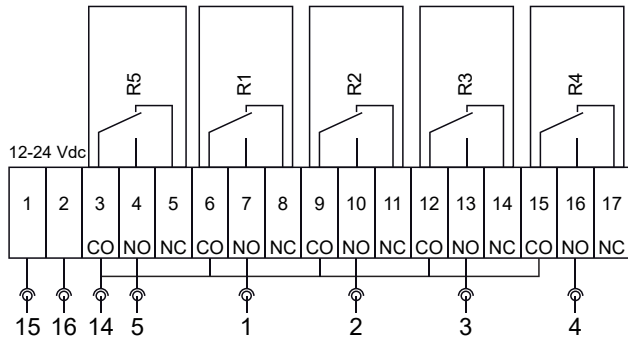 R5 R1 R2 R3 R4
12-24 Vdc
1 2 3 4 5 6 7 8 9 10 11 12 13 14 15 16 17
CO NO NC CO NO NC CO NO NC CO NO NC CO NO NC
15 16 14 5 1 2 3 4